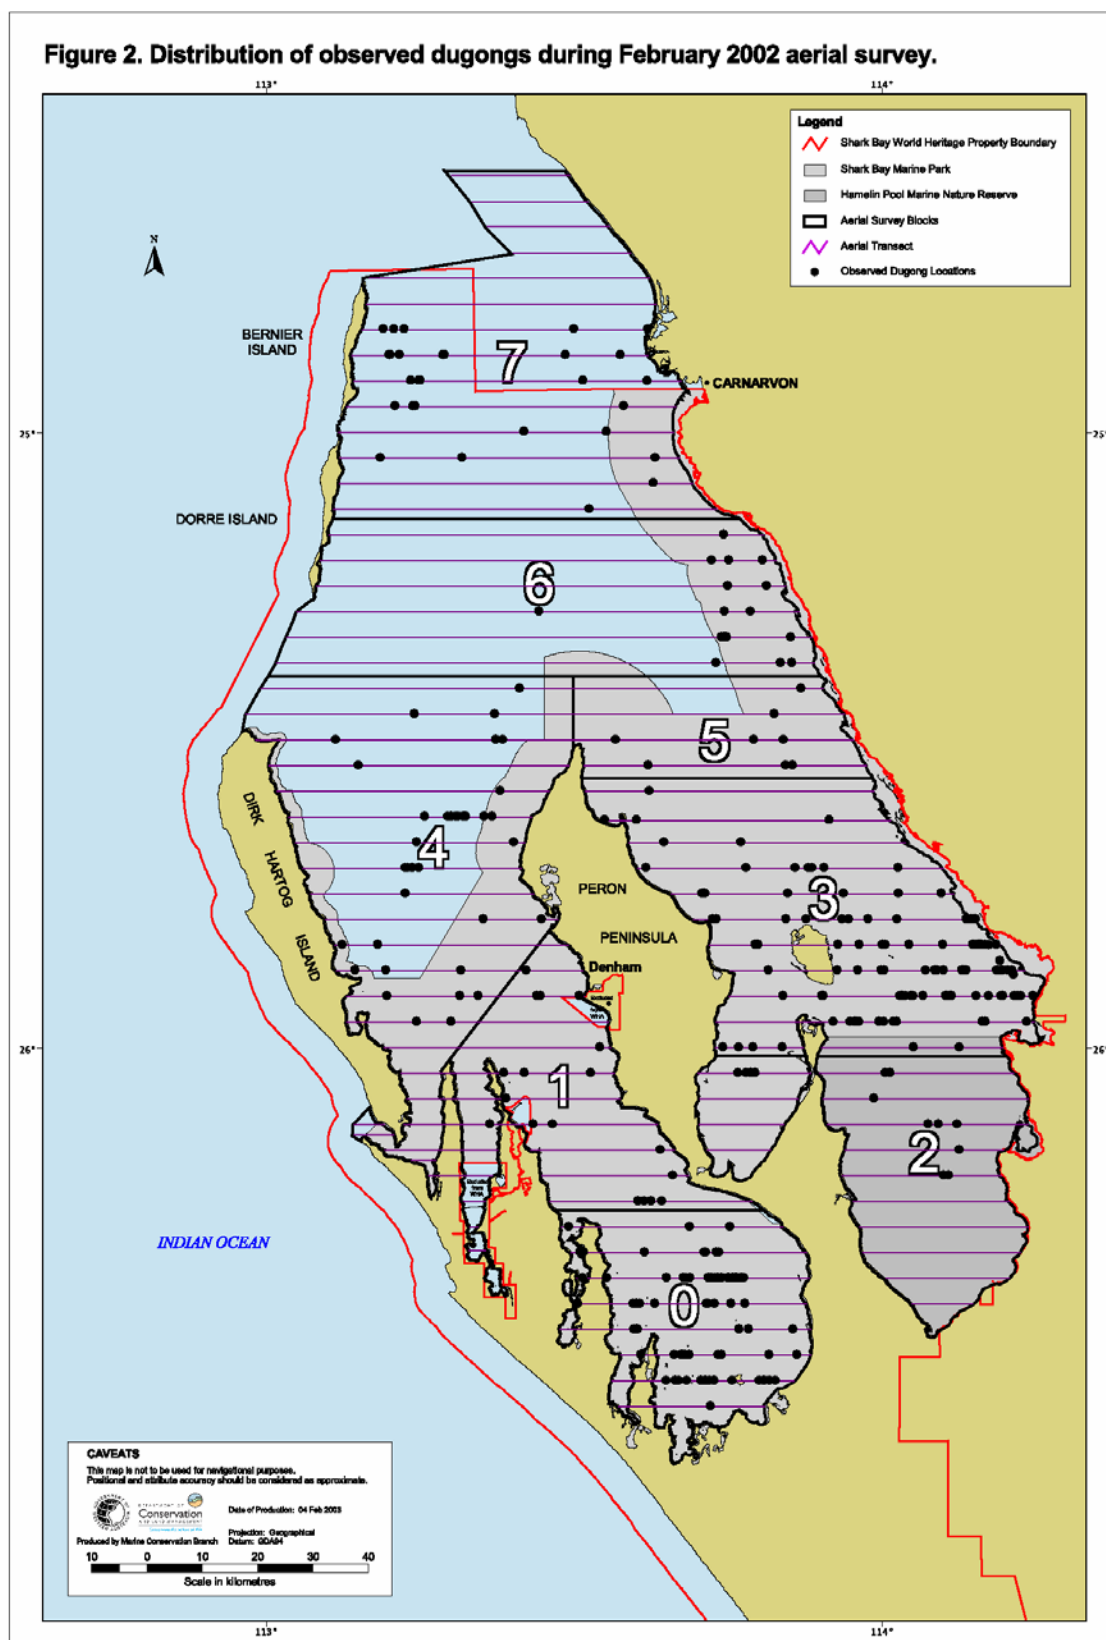 Figure 2. Distribution of observed dugongs during February 2002 aerial survey.
113°
114°
Legend
Shark Bay World Heritage Property Boundary
Shark Bay Marine Park
Hamelin Pool Marine Nature Reserve
Aerial Survey Blocks
Aerial Transect
Observed Dugong Locations
N
BERNIER
ISLAND
7
CARNARVON
25°
25°
DORRE ISLAND
6
5
DIRK
HARTOG
ISLAND
4
PERON
PENINSULA
3
Denham
26°
26°
1
2
INDIAN OCEAN
0
CAVEATS
This map is not to be used for navigational purposes.
Positional and attribute accuracy should be considered as approximate.
Conservation
Date of Production: 04 Feb 2003
Projection: Geographical
Produced by Marine Conservation Branch
Datum: GDA94
10 0 10 20 30 40
Scale in kilometres
113°
114°